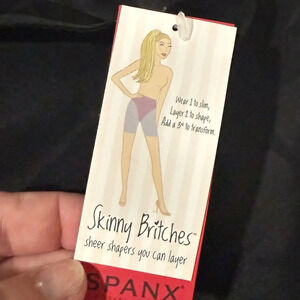 Wear 1 to slim,
Layer 2 to shape,
Add a 3rd to transform.
Skinny Britches™
sheer shapers you can layer
SPANX®